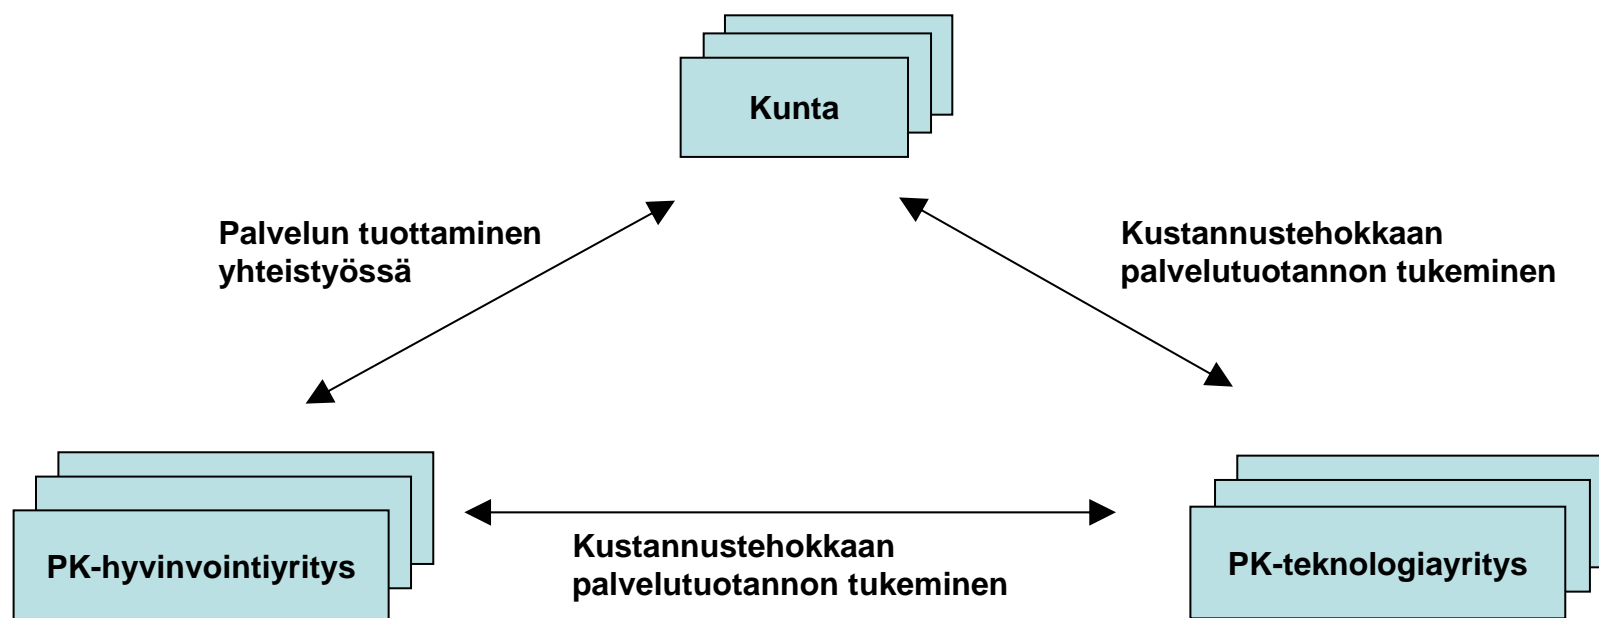 Kunta
Palvelun tuottaminen
yhteistyössä
Kustannustehokkaan
palvelutuotannon tukeminen
PK-hyvinvointiyritys
Kustannustehokkaan
palvelutuotannon tukeminen
PK-teknologiayritys